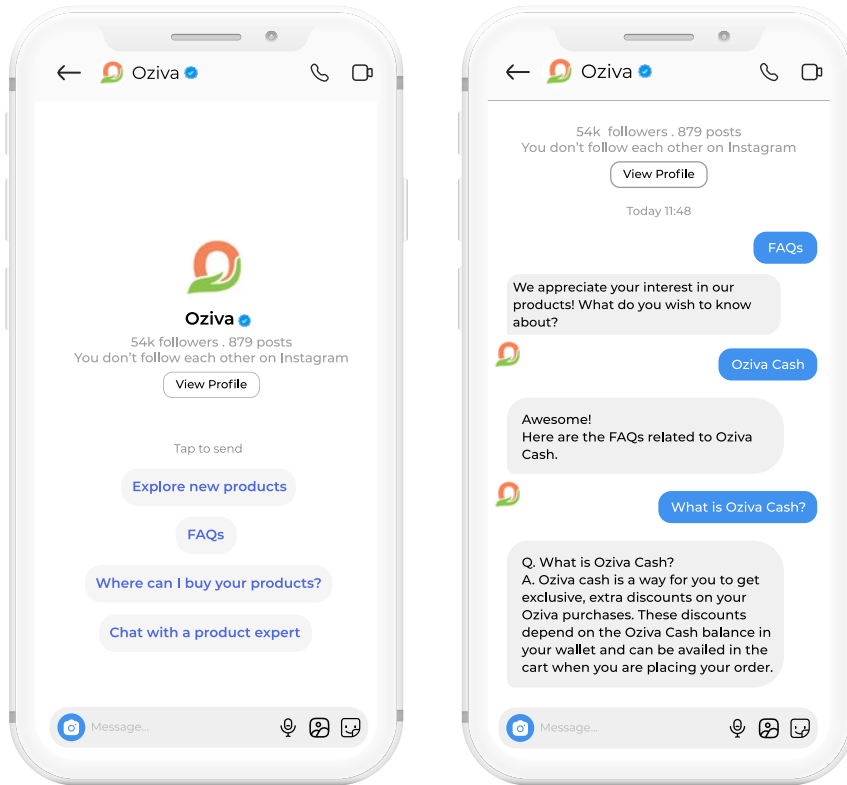 Oziva
Oziva
54k followers . 879 posts
You don't follow each other on Instagram
View Profile
Tap to send
Explore new products
FAQs
Where can I buy your products?
Chat with a product expert
Message...
Oziva
54k followers . 879 posts
You don't follow each other on Instagram
View Profile
Today 11:48
FAQs
We appreciate your interest in our
products! What do you wish to know
about?
Oziva Cash
Awesome!
Here are the FAQs related to Oziva
Cash.
What is Oziva Cash?
Q. What is Oziva Cash?
A. Oziva cash is a way for you to get
exclusive, extra discounts on your
Oziva purchases. These discounts
depend on the Oziva Cash balance in
your wallet and can be availed in the
cart when you are placing your order.
Message...